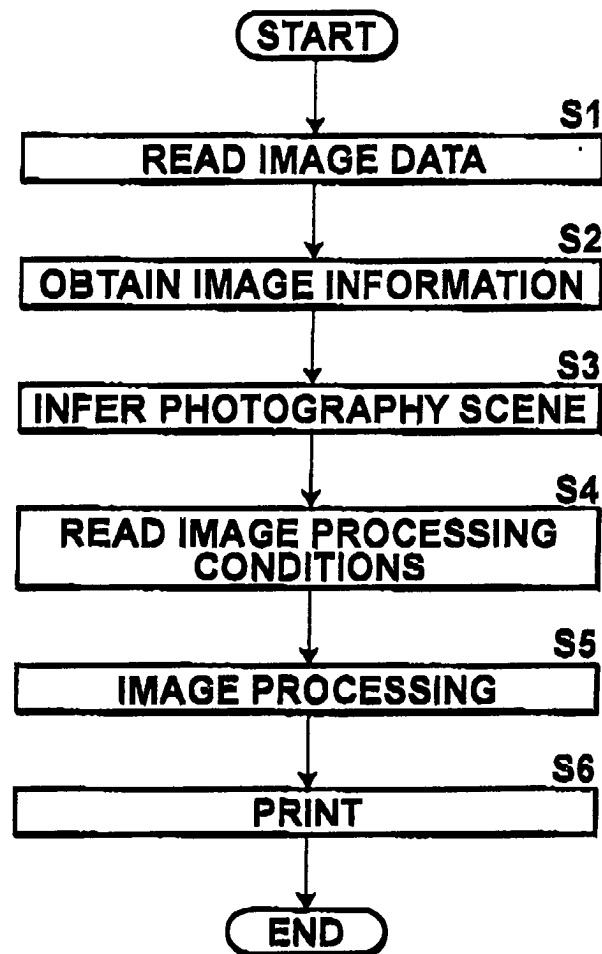 START
S1
READ IMAGE DATA
S2
OBTAIN IMAGE INFORMATION
S3
INFER PHOTOGRAPHY SCENE
S4
READ IMAGE PROCESSING
CONDITIONS
S5
IMAGE PROCESSING
S6
PRINT
END